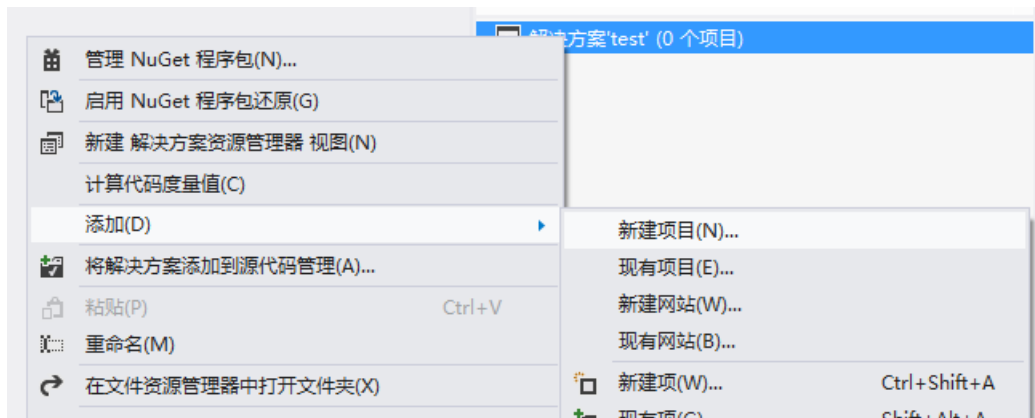 解决方案'test' (0 个项目)
管理 NuGet 程序包(N)...
启用 NuGet 程序包还原(G)
新建 解决方案资源管理器 视图(N)
计算代码度量值(C)
添加(D)
将解决方案添加到源代码管理(A)...
粘贴(P) Ctrl+V
重命名(M)
在文件资源管理器中打开文件夹(X)
新建项目(N)...
现有项目(E)...
新建网站(W)...
现有网站(B)...
新建项(W)... Ctrl+Shift+A
现有项(G)... Shift+Alt+A